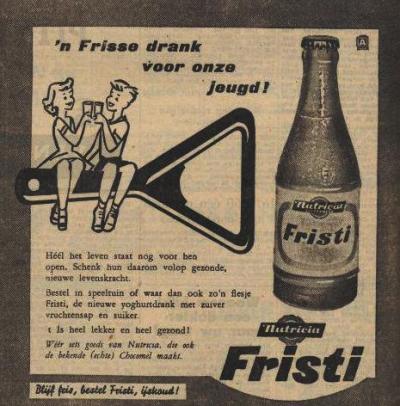 'n Frisse drank
voor onze
jeugd!
A
Nutricia
Fristi
Héél het leven staat nog voor hen
open. Schenk hun daarom volop gezonde,
nieuwe levenskracht.
Bestel in speeltuin of waar dan ook zo'n flesje
Fristi, de nieuwe yoghurtdrank met zuiver
vruchtensap en suiker.
't Is heel lekker en heel gezond!
Wéér iets goeds van Nutricia, die ook
de bekende (echte) Chocomel maakt.
Nutricia
Fristi
Blijf fris, bestel Fristi, ijskoud!